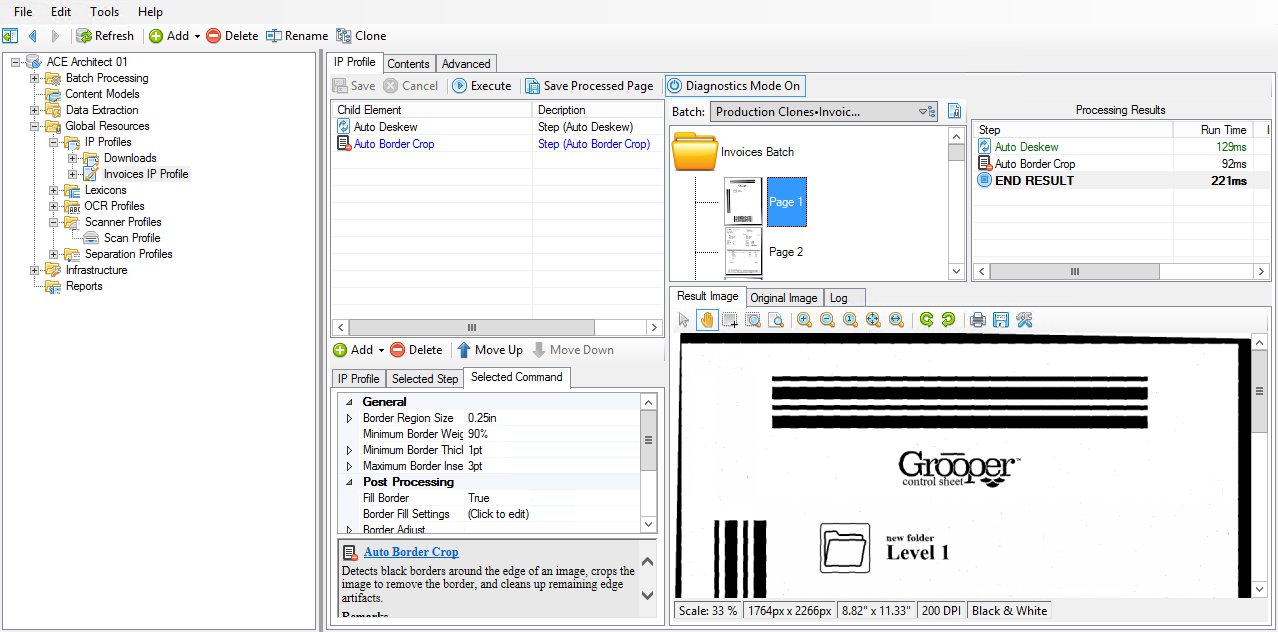 File Edit Tools Help
Refresh Add Delete Rename Clone
ACE Architect 01
Batch Processing
Content Models
Data Extraction
Global Resources
IP Profiles
Downloads
Invoices IP Profile
Lexicons
OCR Profiles
Scanner Profiles
Scan Profile
Separation Profiles
Infrastructure
Reports
IP Profile Contents Advanced
Save Cancel Execute Save Processed Page Diagnostics Mode On
Child Element Decription
Auto Deskew Step (Auto Deskew)
Auto Border Crop Step (Auto Border Crop)
Add Delete Move Up Move Down
IP Profile Selected Step Selected Command
General
Border Region Size 0.25in
Minimum Border Weig 90%
Minimum Border Thicl 1pt
Maximum Border Inse 3pt
Post Processing
Fill Border True
Border Fill Settings (Click to edit)
Border Adjust
Auto Border Crop
Detects black borders around the edge of an image, crops the
image to remove the border, and cleans up remaining edge
artifacts.
Remarks
Batch: Production Clones•Invoic...
Invoices Batch
Page 1
Page 2
Processing Results
Step Run Time
Auto Deskew 129ms
Auto Border Crop 92ms
END RESULT 221ms
Result Image Original Image Log
Grooper™
control sheet
new folder
Level 1
Scale: 33 % 1764px x 2266px 8.82" x 11.33" 200 DPI Black & White